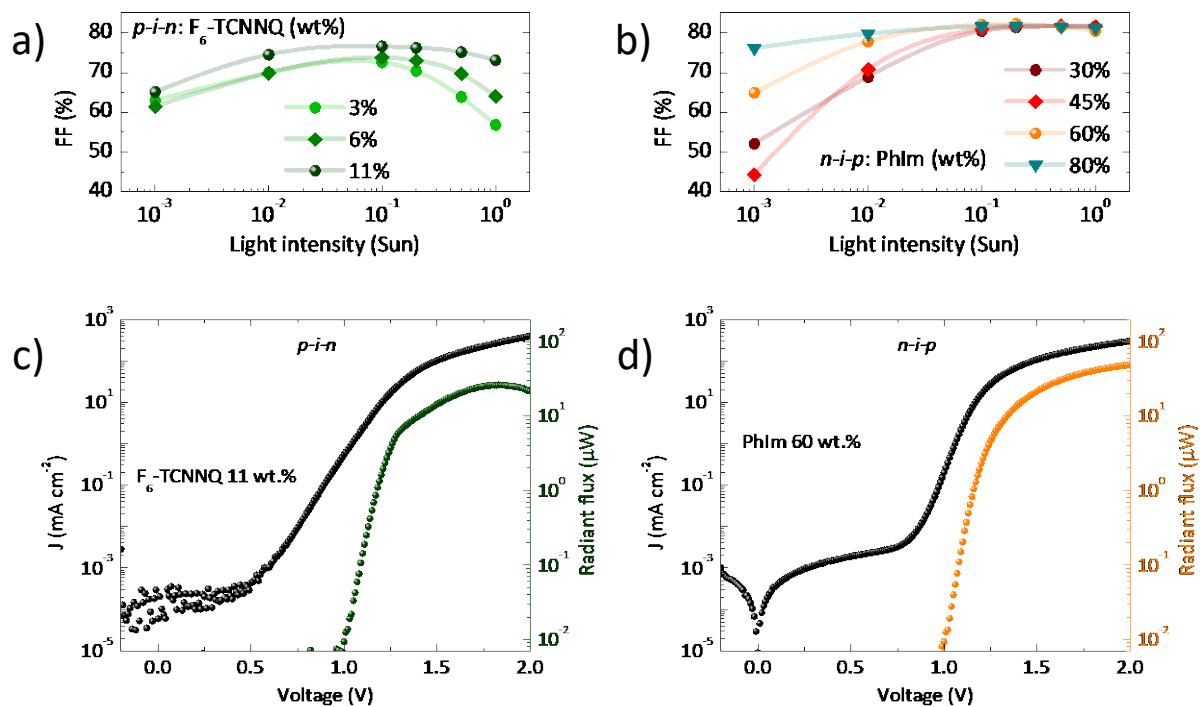 a)
p-i-n: F6-TCNNQ (wt%)
80
70
60
50
40
FF (%)
3%
6%
11%
10-3
10-2
10-1
100
Light intensity (Sun)
b)
80
70
60
50
40
FF (%)
30%
45%
60%
80%
n-i-p: PhIm (wt%)
10-3
10-2
10-1
100
Light intensity (Sun)
c)
p-i-n
103
101
10-1
10-3
10-5
J (mA cm-2)
F6-TCNNQ 11 wt.%
102
101
100
10-1
10-2
Radiant flux (μW)
0.0
0.5
1.0
1.5
2.0
Voltage (V)
d)
n-i-p
103
101
10-1
10-3
10-5
J (mA cm-2)
PhIm 60 wt.%
102
101
100
10-1
10-2
Radiant flux (μW)
0.0
0.5
1.0
1.5
2.0
Voltage (V)